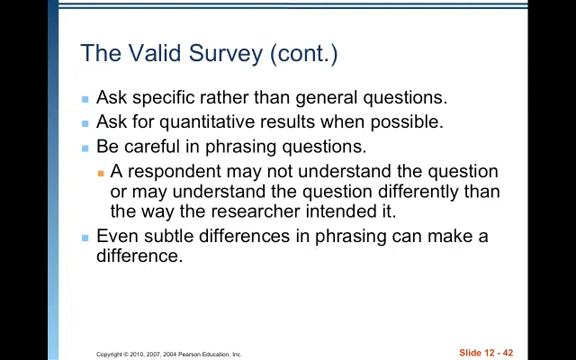 The Valid Survey (cont.)
Ask specific rather than general questions.
Ask for quantitative results when possible.
Be careful in phrasing questions.
A respondent may not understand the question
or may understand the question differently than
the way the researcher intended it.
Even subtle differences in phrasing can make a
difference.
Copyright © 2010, 2007, 2004 Pearson Education, Inc.
Slide 12 - 42